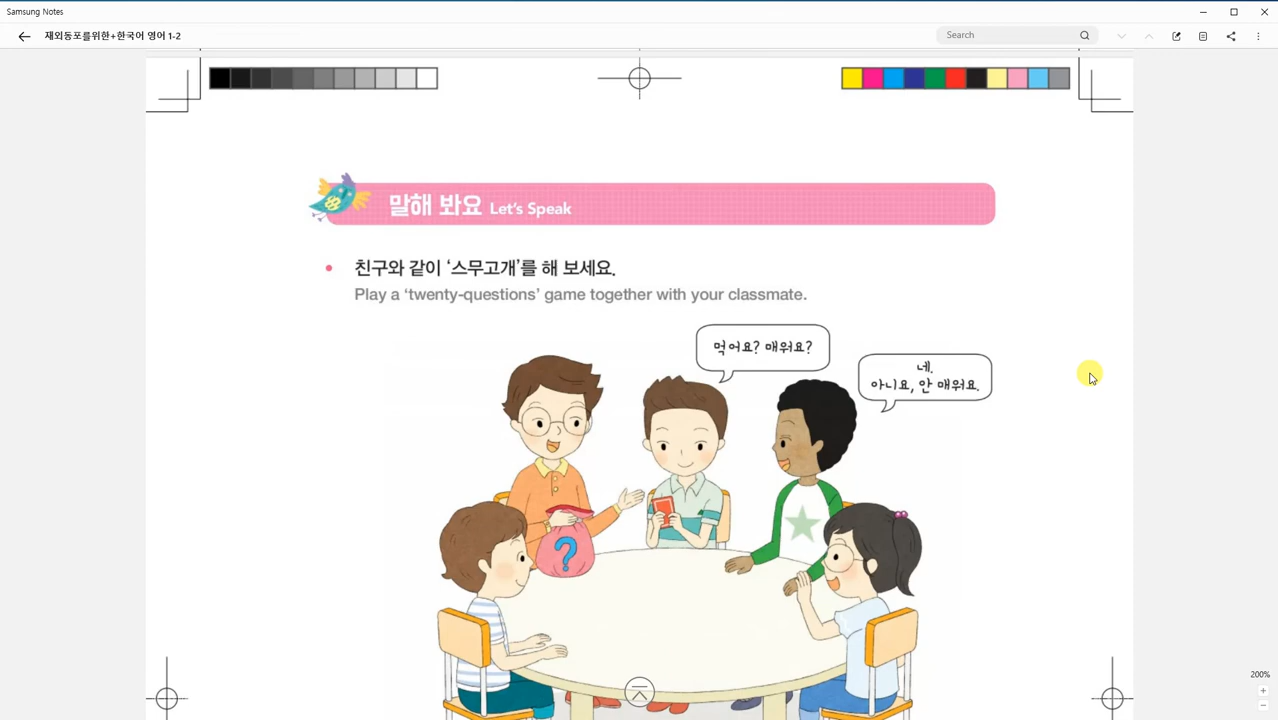 Samsung Notes
재외동포를위한+한국어 영어 1-2
Search
말해 봐요 Let's Speak
친구와 같이 '스무고개'를 해 보세요.
Play a 'twenty-questions' game together with your classmate.
먹어요? 매워요?
네.
아니요, 안 매워요.
?
200%